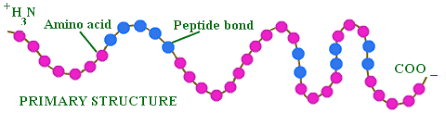 +H3N
Amino acid
Peptide bond
COO–
PRIMARY STRUCTURE